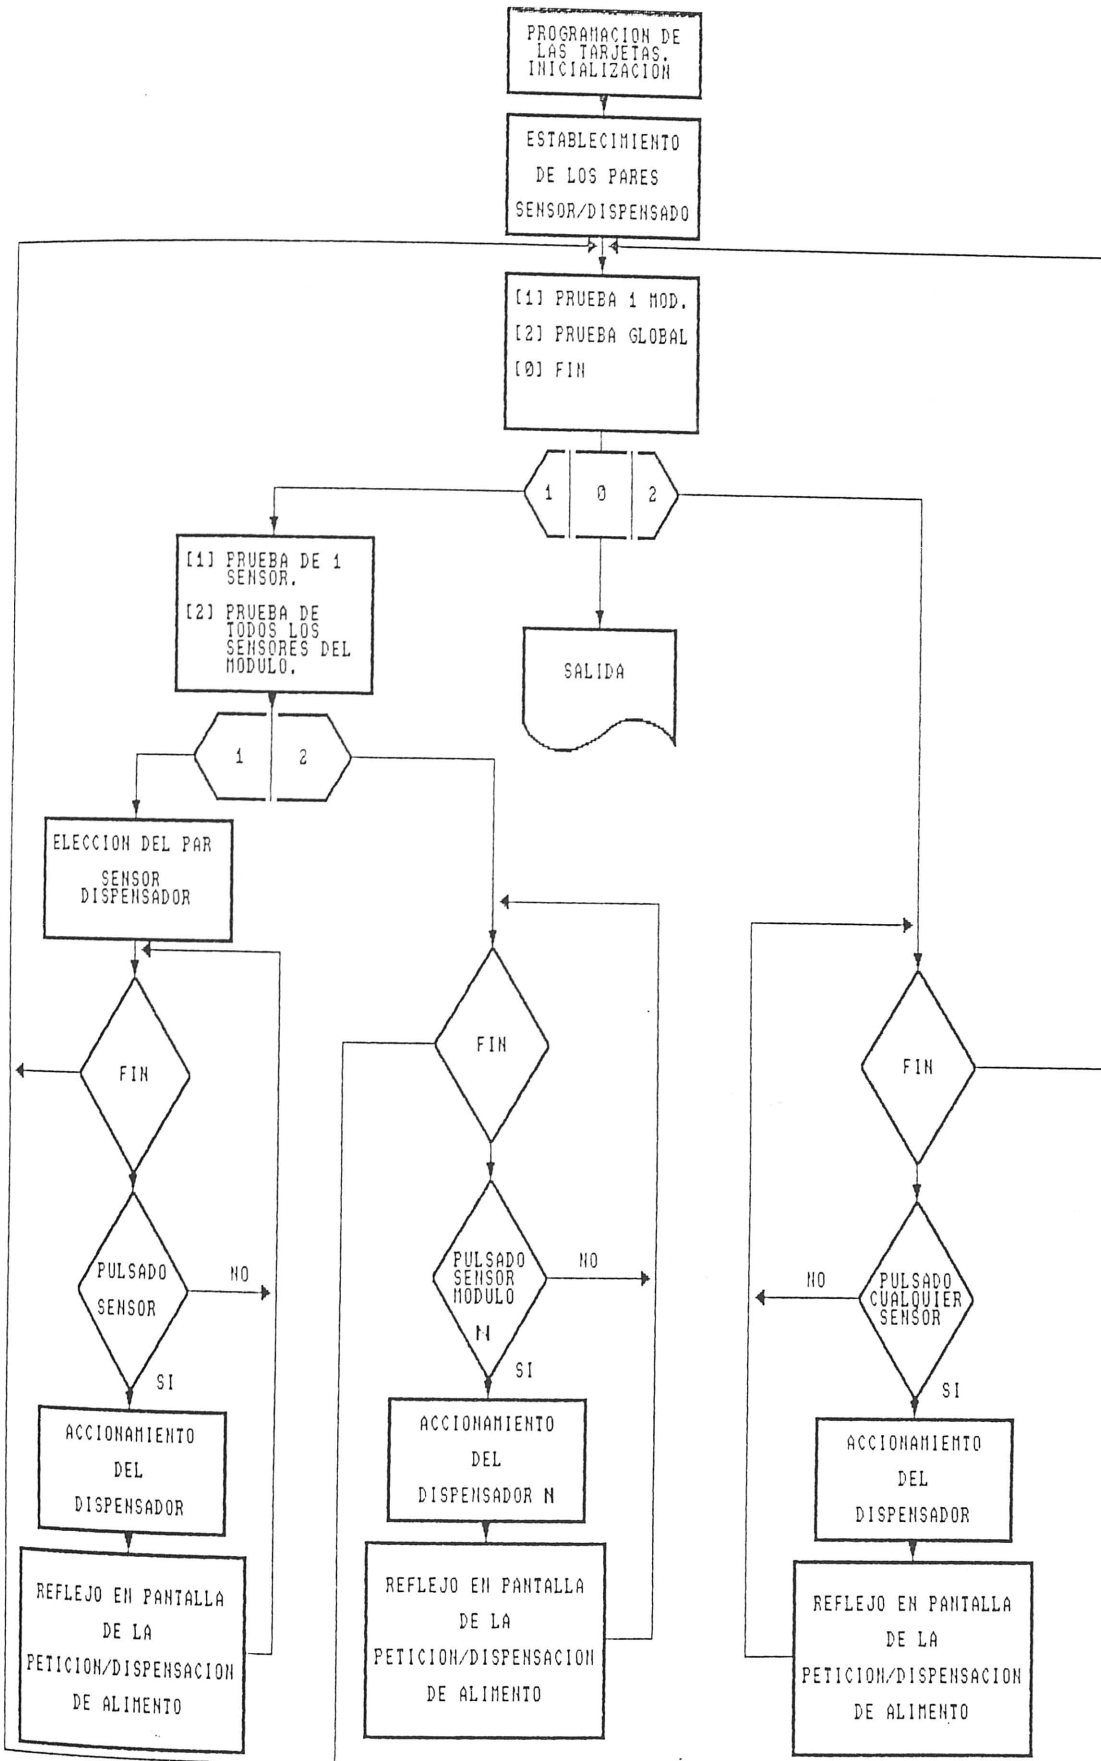 PROGRAMACION DE
LAS TARJETAS.
INICIALIZACIÓN
ESTABLECIMIENTO
DE LOS PARES
SENSOR/DISPENSADO
[1] PRUEBA 1 MOD.
[2] PRUEBA GLOBAL
[0] FIN
1 0 2
[1] PRUEBA DE 1
SENSOR.
[2] PRUEBA DE
TODOS LOS
SENSORES DEL
MODULO.
SALIDA
1 2
ELECCION DEL PAR
SENSOR
DISPENSADOR
FIN
PULSADO
SENSOR
NO
SI
ACCIONAMIENTO
DEL
DISPENSADOR
REFLEJO EN PANTALLA
DE LA
PETICION/DISPENSACION
DE ALIMENTO
FIN
PULSADO
SENSOR
MODULO
N
NO
SI
ACCIONAMIENTO
DEL
DISPENSADOR N
REFLEJO EN PANTALLA
DE LA
PETICION/DISPENSACION
DE ALIMENTO
FIN
PULSADO
CUALQUIER
SENSOR
NO
SI
ACCIONAMIENTO
DEL
DISPENSADOR
REFLEJO EN PANTALLA
DE LA
PETICION/DISPENSACION
DE ALIMENTO